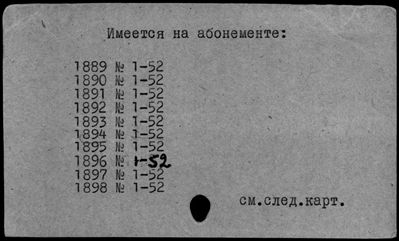 Имеется на абонементе:
1889 № 1-52
1890 № 1-52
1891 № 1-52
1892 № 1-52
1893 № 1-52
1894 № 1-52
1895 № 1-52
1896 № 1-52
1897 № 1-52
1898 № 1-52
см.след.карт.